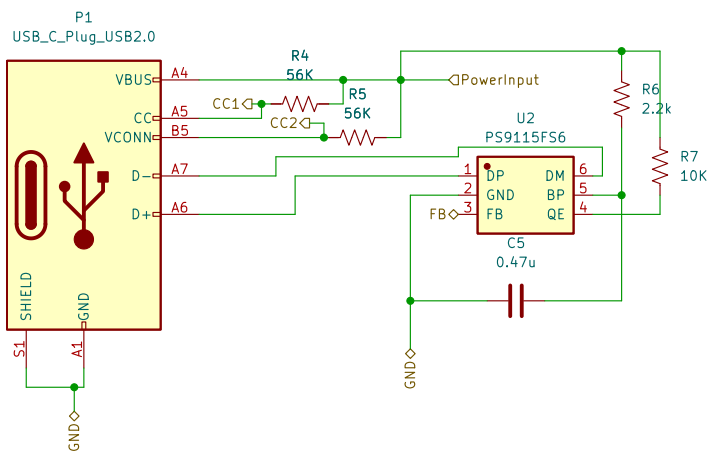 P1
USB_C_Plug_USB2.0
VBUS A4
CC A5
VCONN B5
D- A7
D+ A6
SHIELD
GND
S1
A1
GND
R4
56K
CC1
R5
56K
CC2
PowerInput
R6
2.2k
R7
10K
U2
PS9115FS6
1 DP DM 6
2 GND BP 5
FB 3 FB QE 4
C5
0.47u
GND